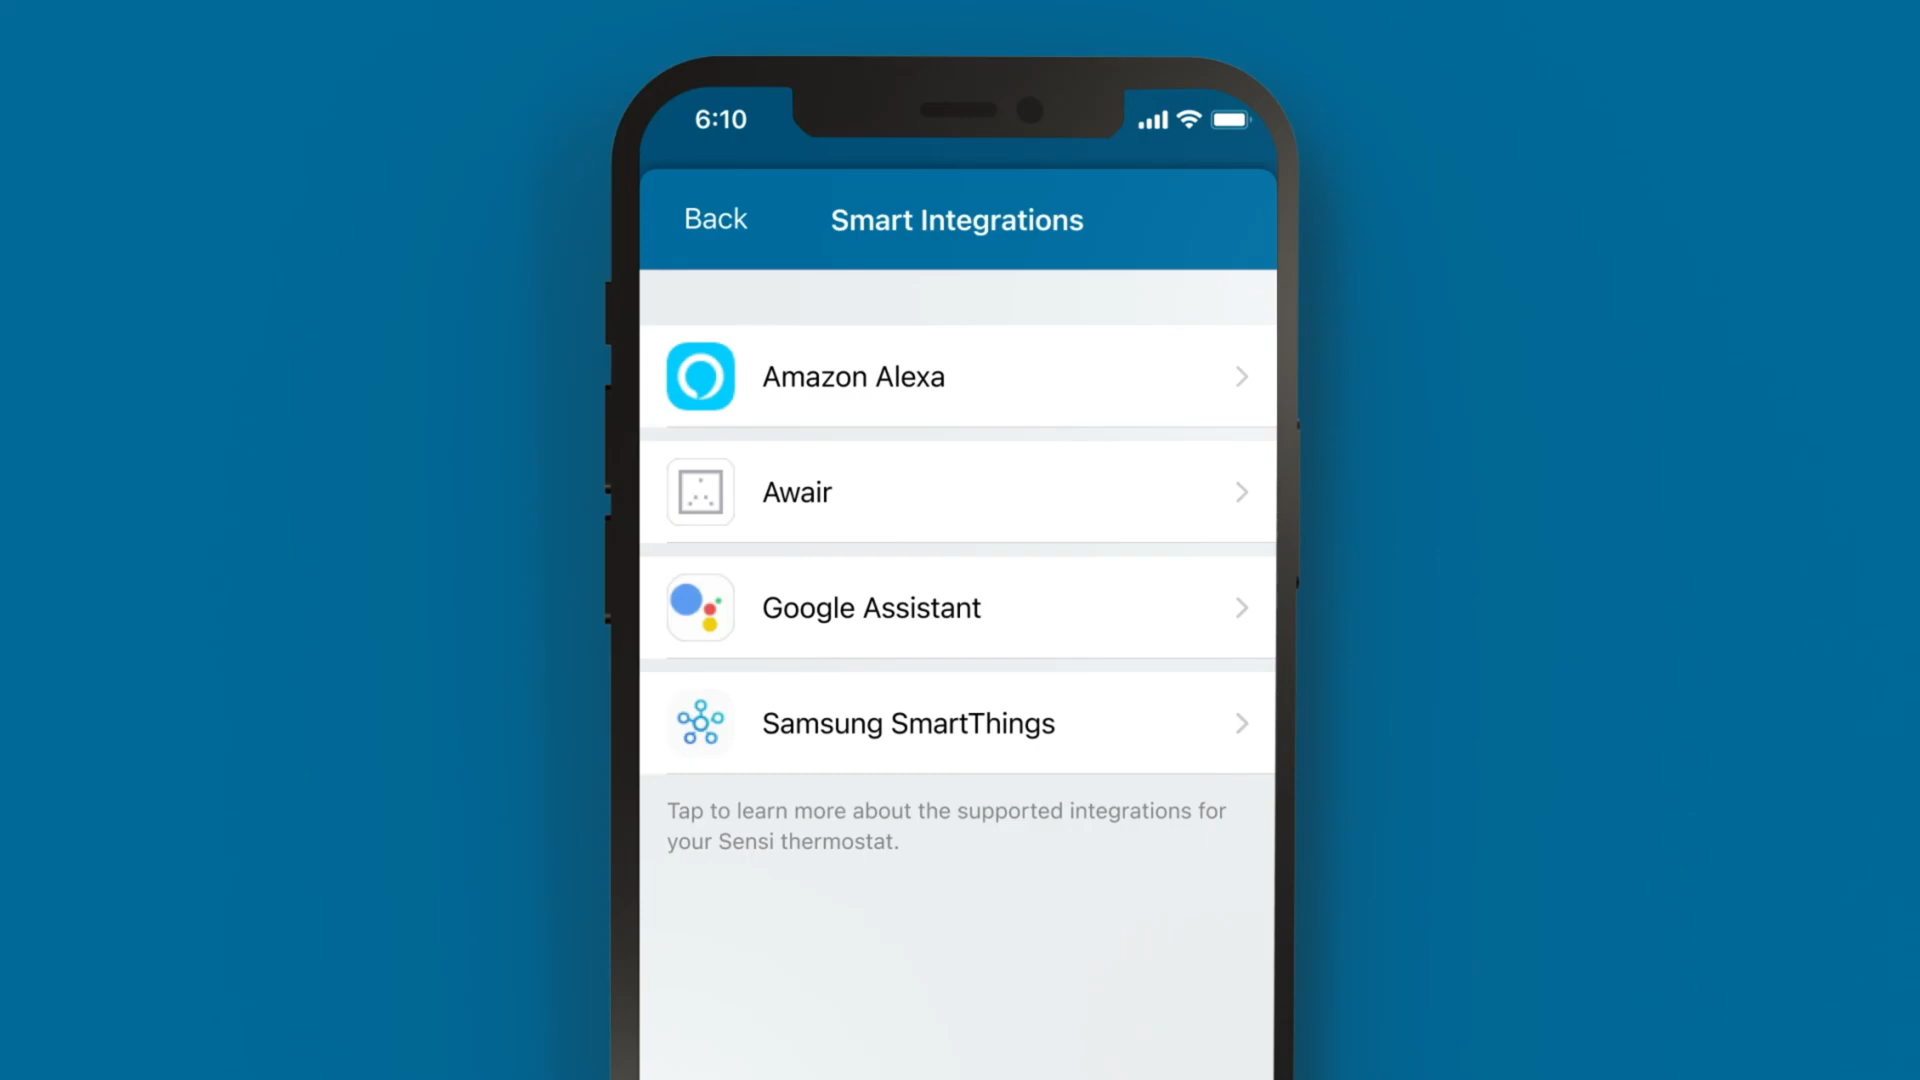 6:10
Back
Smart Integrations
Amazon Alexa
Awair
Google Assistant
Samsung SmartThings
Tap to learn more about the supported integrations for
your Sensi thermostat.